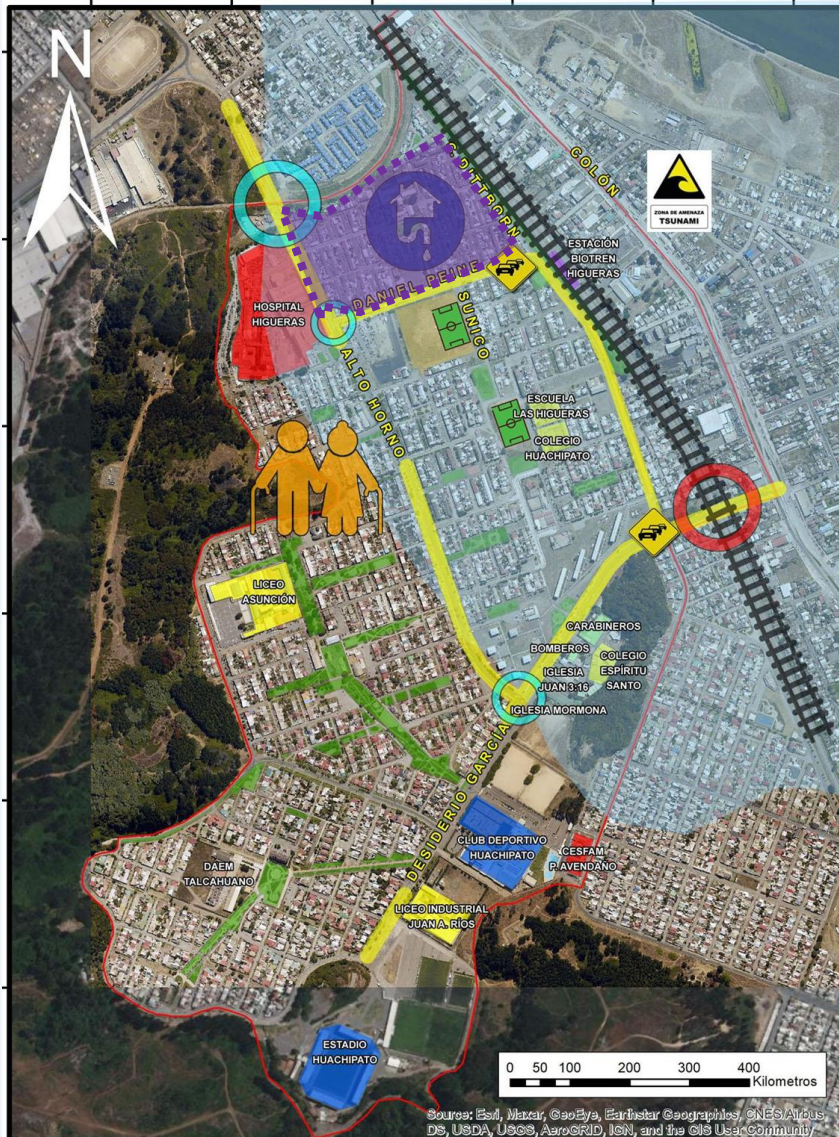 N
COLÓN
ZONA DE AMENAZA
TSUNAMI
DITTBORN
ESTACIÓN
BIOTREN
HIGUERAS
DANIEL PEINE
HOSPITAL
HIGUERAS
SUNICO
ALTO HORNO
ESCUELA
LAS HIGUERAS
COLEGIO
HUACHIPATO
LICEO
ASUNCIÓN
CARABINEROS
BOMBEROS
COLEGIO
ESPÍRITU
SANTO
IGLESIA
JUAN 3:16
IGLESIA MORMONA
DESIDERIO GARCÍA
CLUB DEPORTIVO
HUACHIPATO
CESFAM
P. AVENDAÑO
DAEM
TALCAHUANO
LICEO INDUSTRIAL
JUAN A. RÍOS
ESTADIO
HUACHIPATO
0 50 100 200 300 400
Kilometros
Source: Esri, Maxar, GeoEye, Earthstar Geographics, CNES/Airbus
DS, USDA, USGS, AeroGRID, IGN, and the GIS User Community